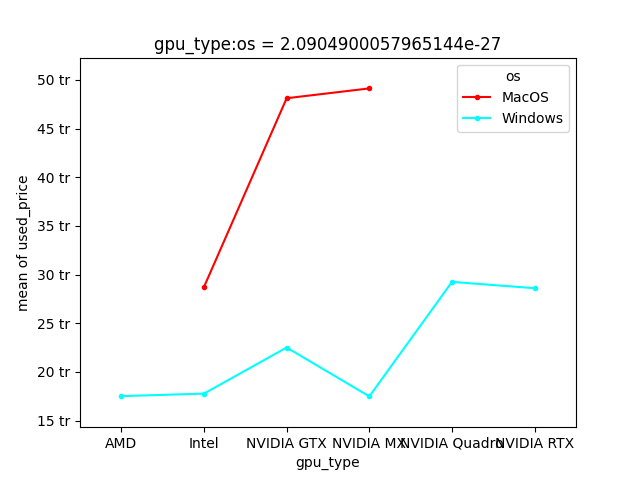 gpu_type:os = 2.0904900057965144e-27
os
MacOS
Windows
mean of used_price
50 tr
45 tr
40 tr
35 tr
30 tr
25 tr
20 tr
15 tr
AMD Intel NVIDIA GTX NVIDIA MX NVIDIA Quadro NVIDIA RTX
gpu_type